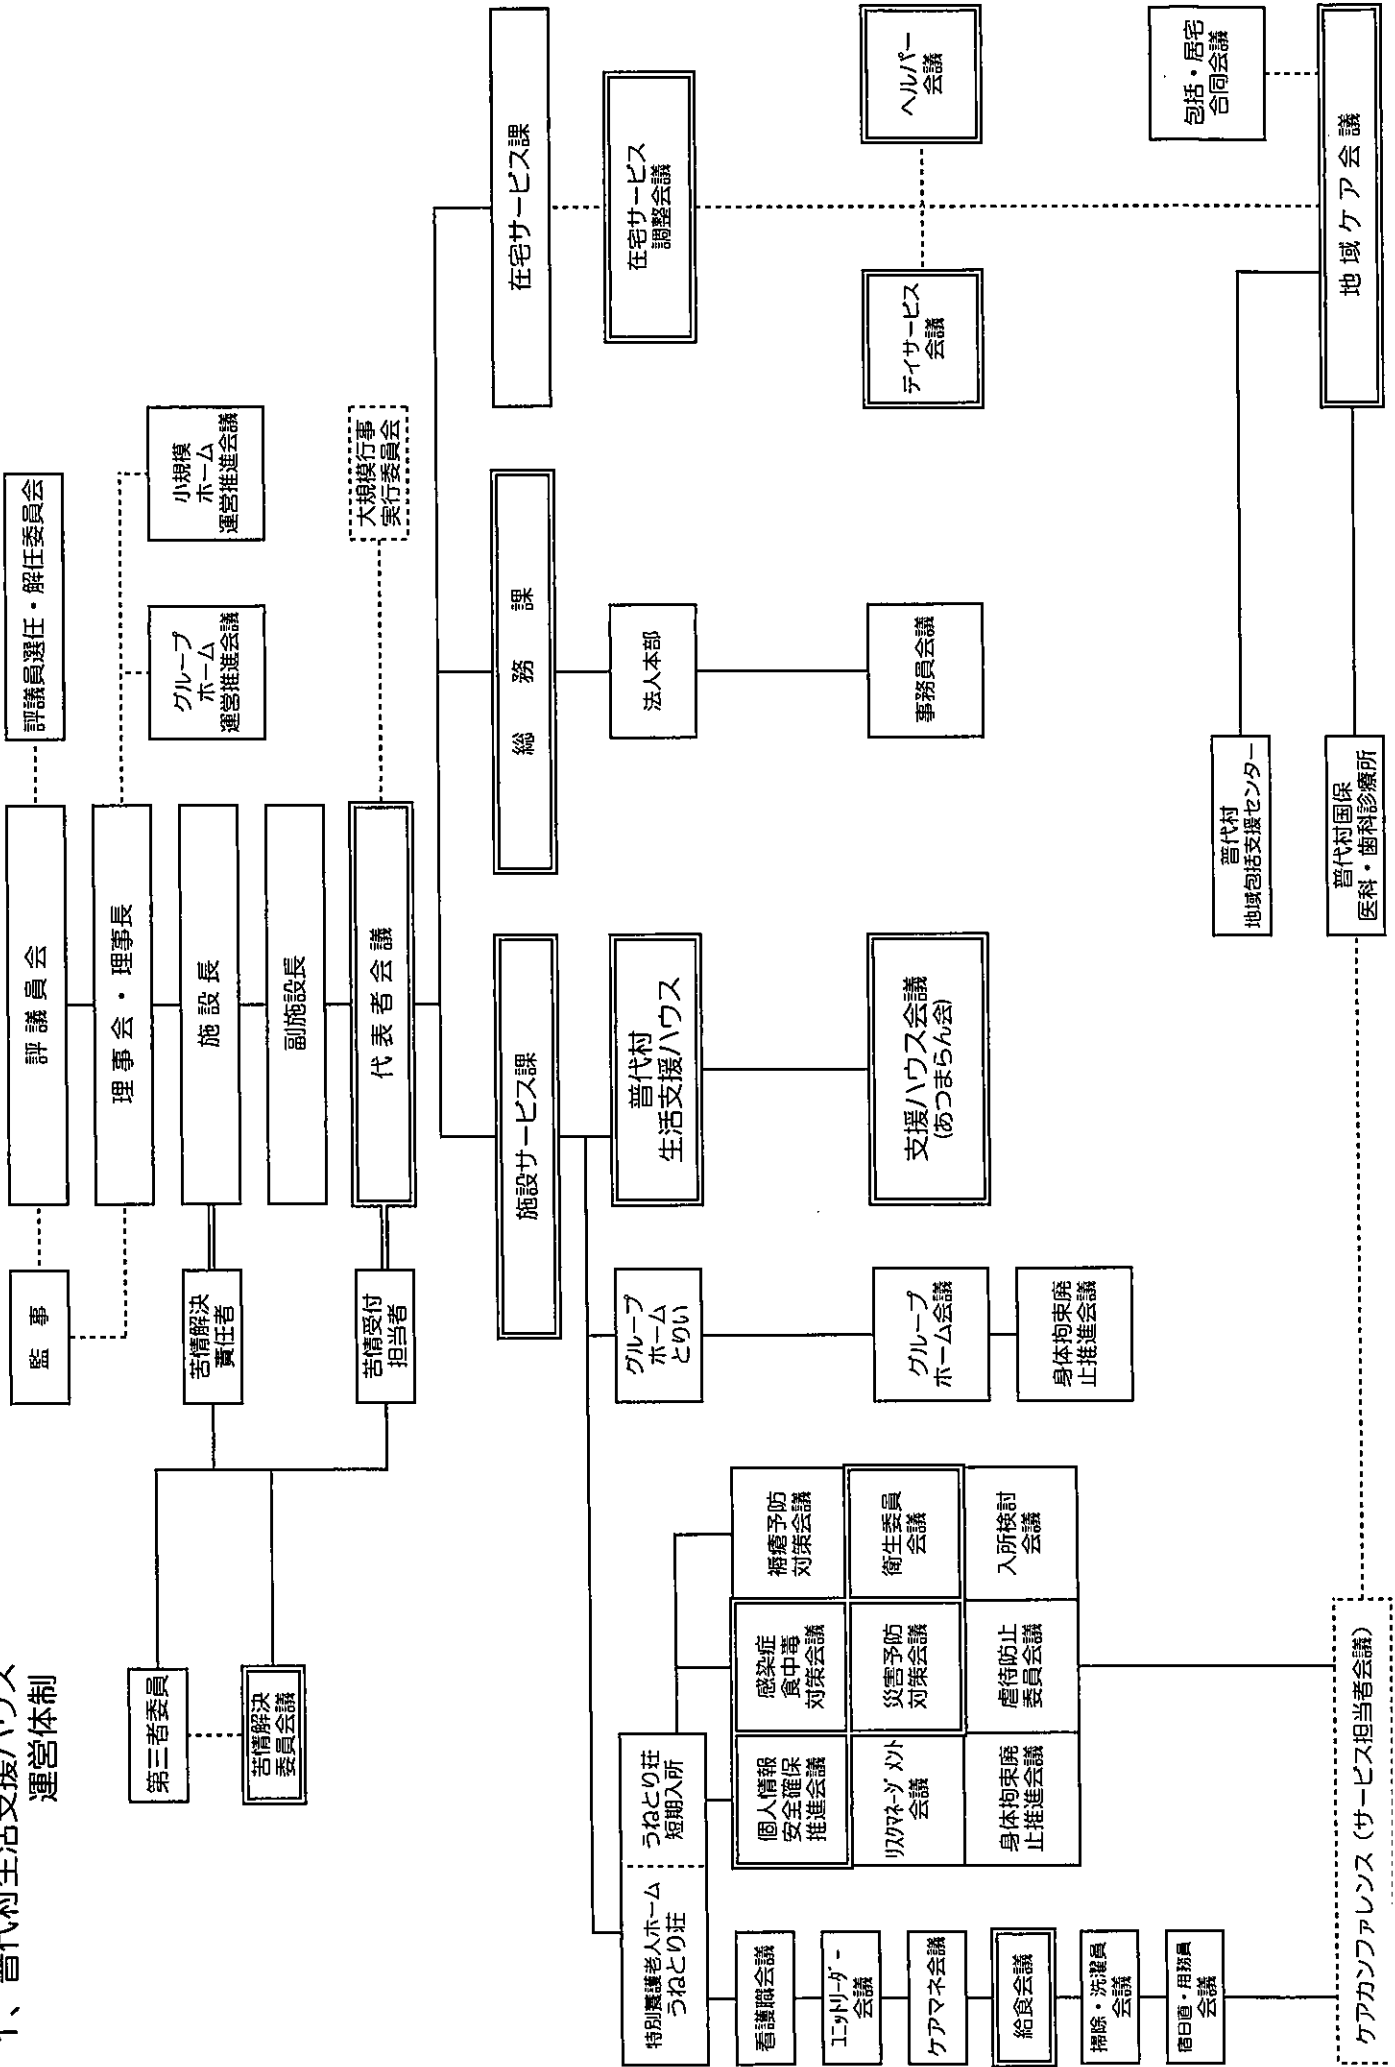 普代村生活支援ハウス
運営体制
評議員会
評議員選任・解任委員会
監事
理事会・理事長
グループ
ホーム
運営推進会議
小規模
ホーム
運営推進会議
施設長
副施設長
代表者会議
大規模行事
実行委員会
苦情解決
責任者
苦情受付
担当者
第三者委員
苦情解決
委員会議
施設サービス課
総務課
在宅サービス課
特別養護老人ホーム
うねとり荘
うねとり荘
短期入所
グループ
ホーム
とりい
普代村
生活支援ハウス
法人本部
在宅サービス
調整会議
看護職会議
ユニットリーダー
会議
ケアマネ会議
給食会議
掃除・洗濯員
会議
宿日直・用務員
会議
個人情報
安全確保
推進会議
感染症
食中毒
対策会議
褥瘡予防
対策会議
リスクマネージメント
会議
災害予防
対策会議
衛生委員
会議
身体拘束廃
止推進会議
虐待防止
委員会議
入所検討
会議
グループ
ホーム会議
身体拘束廃
止推進会議
支援ハウス会議
(あつまらん会)
事務員会議
デイサービス
会議
ヘルパー
会議
包括・居宅
合同会議
普代村
地域包括支援センター
普代村国保
医科・歯科診療所
地域ケア会議
ケアカンファレンス（サービス担当者会議）